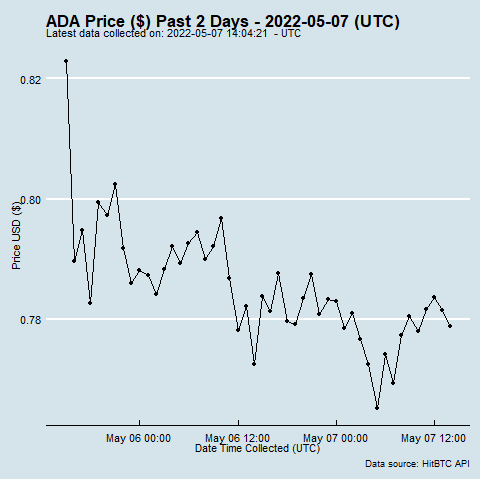 ADA Price ($) Past 2 Days - 2022-05-07 (UTC)
Latest data collected on: 2022-05-07 14:04:21  - UTC
0.82
0.80
0.78
Price USD ($)
May 06 00:00
May 06 12:00
May 07 00:00
May 07 12:00
Date Time Collected (UTC)
Data source: HitBTC API